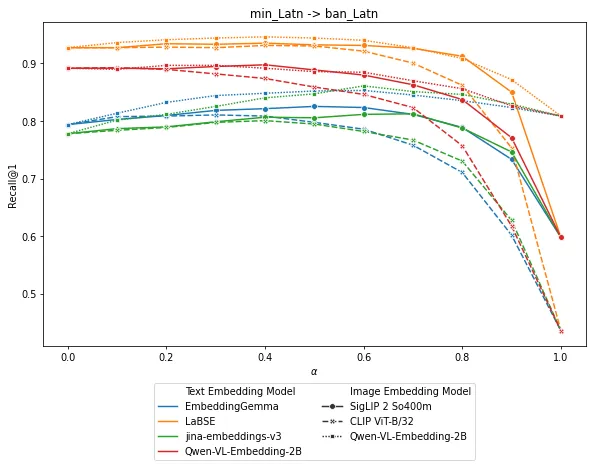 min_Latn -> ban_Latn
Recall@1
0.9
0.8
0.7
0.6
0.5
0.0 0.2 0.4 0.6 0.8 1.0
α
Text Embedding Model Image Embedding Model
EmbeddingGemma SigLIP 2 So400m
LaBSE CLIP ViT-B/32
jina-embeddings-v3 Qwen-VL-Embedding-2B
Qwen-VL-Embedding-2B